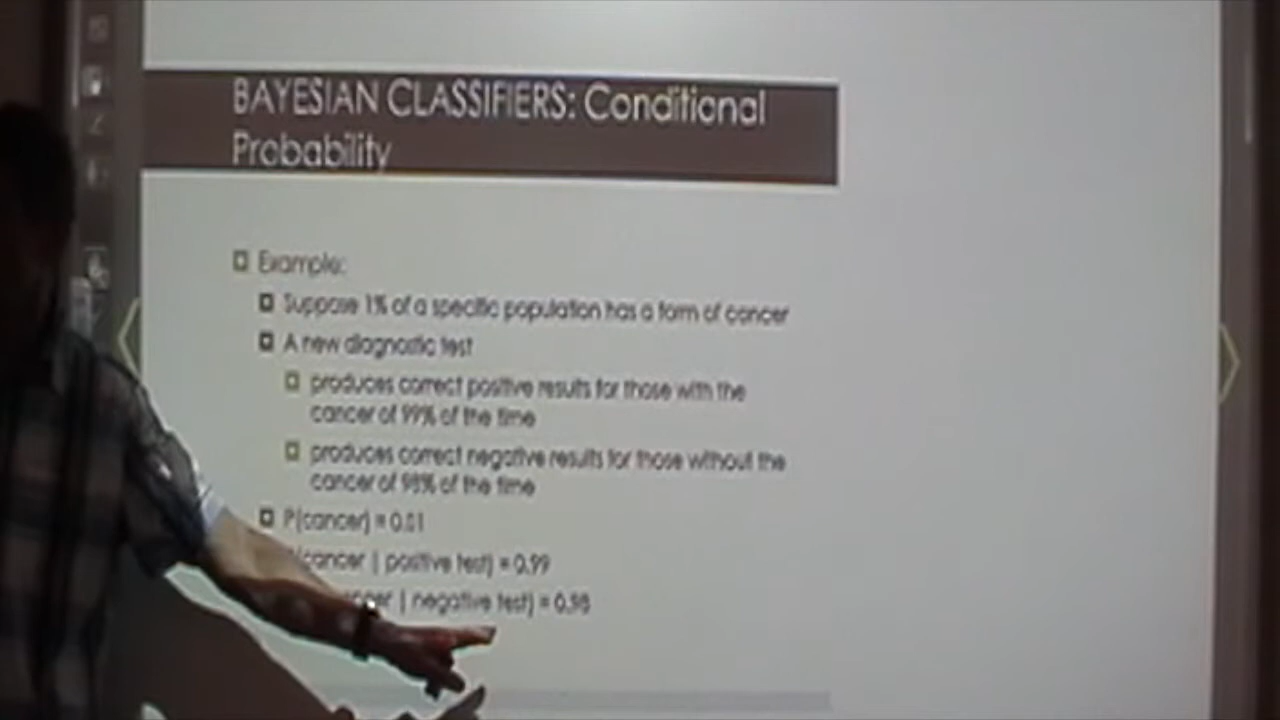 BAYESIAN CLASSIFIERS: Conditional
Probability
Example:
Suppose 1% of a specific population has a form of cancer
A new diagnostic test
produces correct positive results for those with the
cancer of 99% of the time
produces correct negative results for those without the
cancer of 98% of the time
P(cancer) = 0.01
(cancer | positive test) = 0.99
cer | negative test) = 0.98